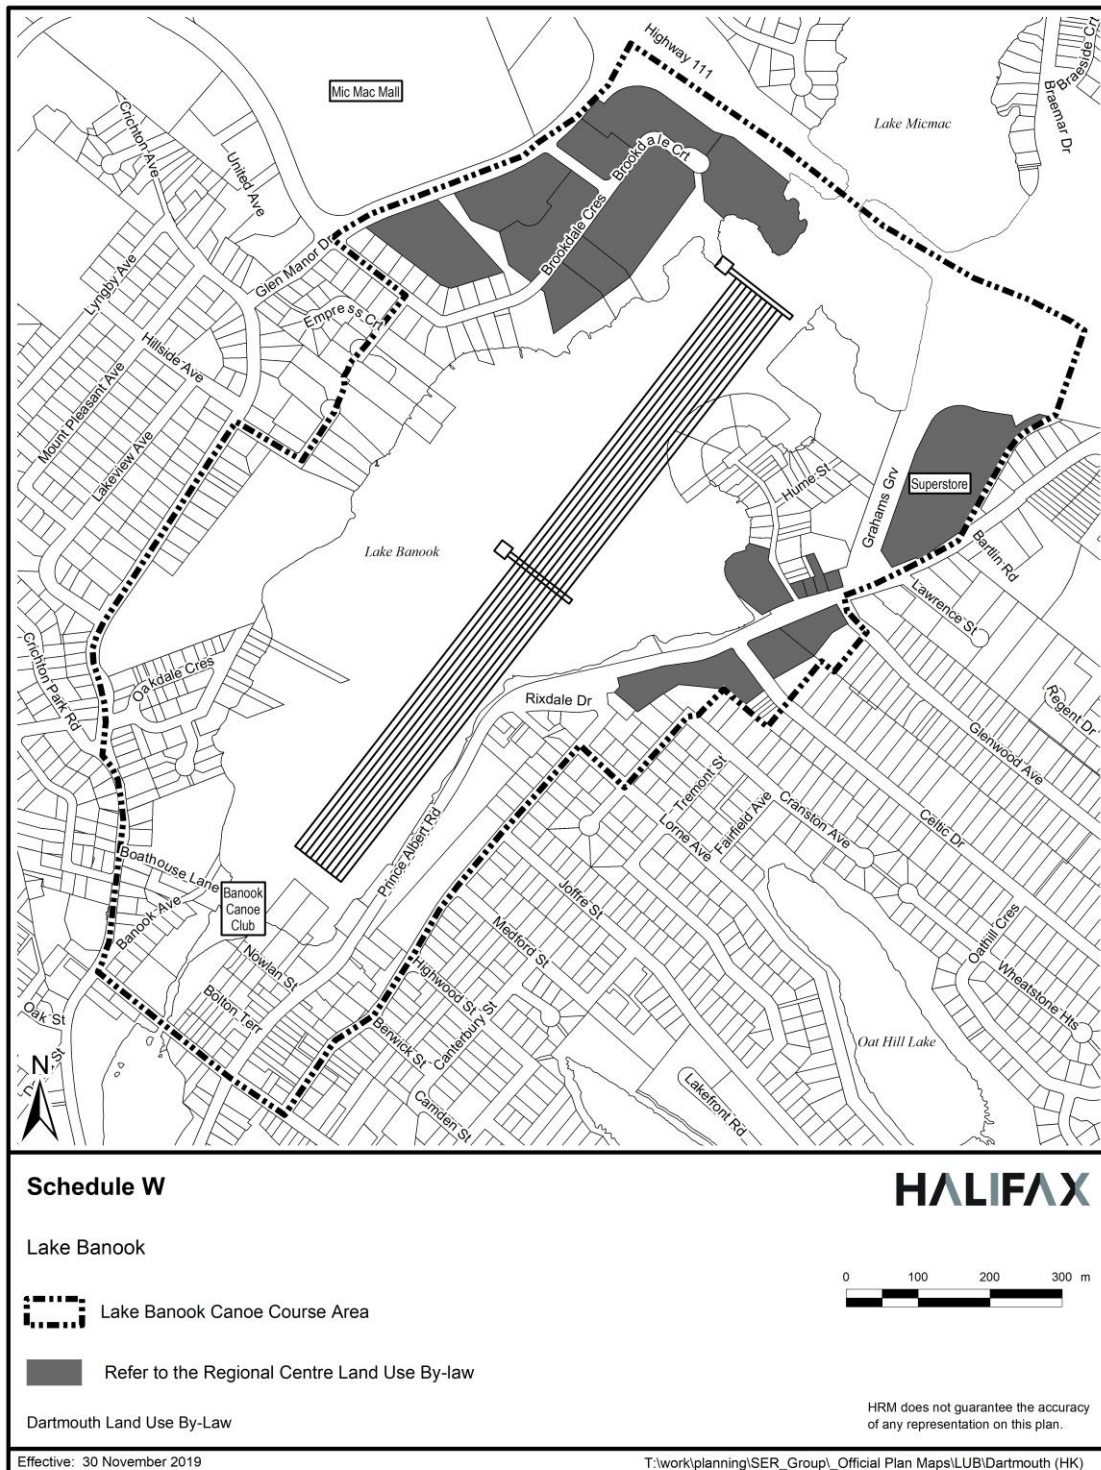 Highway 111
Mic Mac Mall
Lake Micmac
Braemar Dr
Braeside Crt
Crichton Ave
United Ave
Brookdale Crt
Brookdale Cres
Glen Manor Dr
Lyngby Ave
Empress Crt
Hillside Ave
Mount Pleasant Ave
Lakeview Ave
Hume St
Grahams Grv
Superstore
Bartlin Rd
Lawrence St
Lake Banook
Crichton Park Rd
Oakdale Cres
Rixdale Dr
Regent Dr
Glenwood Ave
Celtic Dr
Cranston Ave
Tremont St
Fairfield Ave
Lorne Ave
Prince Albert Rd
Joffre St
Boathouse Lane
Banook Ave
Banook
Canoe
Club
Nowlan St
Bolton Terr
Medford St
Highwood St
Canterbury St
Berwick St
Camden St
Oathill Cres
Wheatstone Hts
Oat Hill Lake
Lakefront Rd
Oak St
N
Schedule W
HALIFAX
Lake Banook
0 100 200 300 m
Lake Banook Canoe Course Area
Refer to the Regional Centre Land Use By-law
Dartmouth Land Use By-Law
HRM does not guarantee the accuracy
of any representation on this plan.
Effective: 30 November 2019
T:\work\planning\SER_Group\_Official Plan Maps\LUB\Dartmouth (HK)